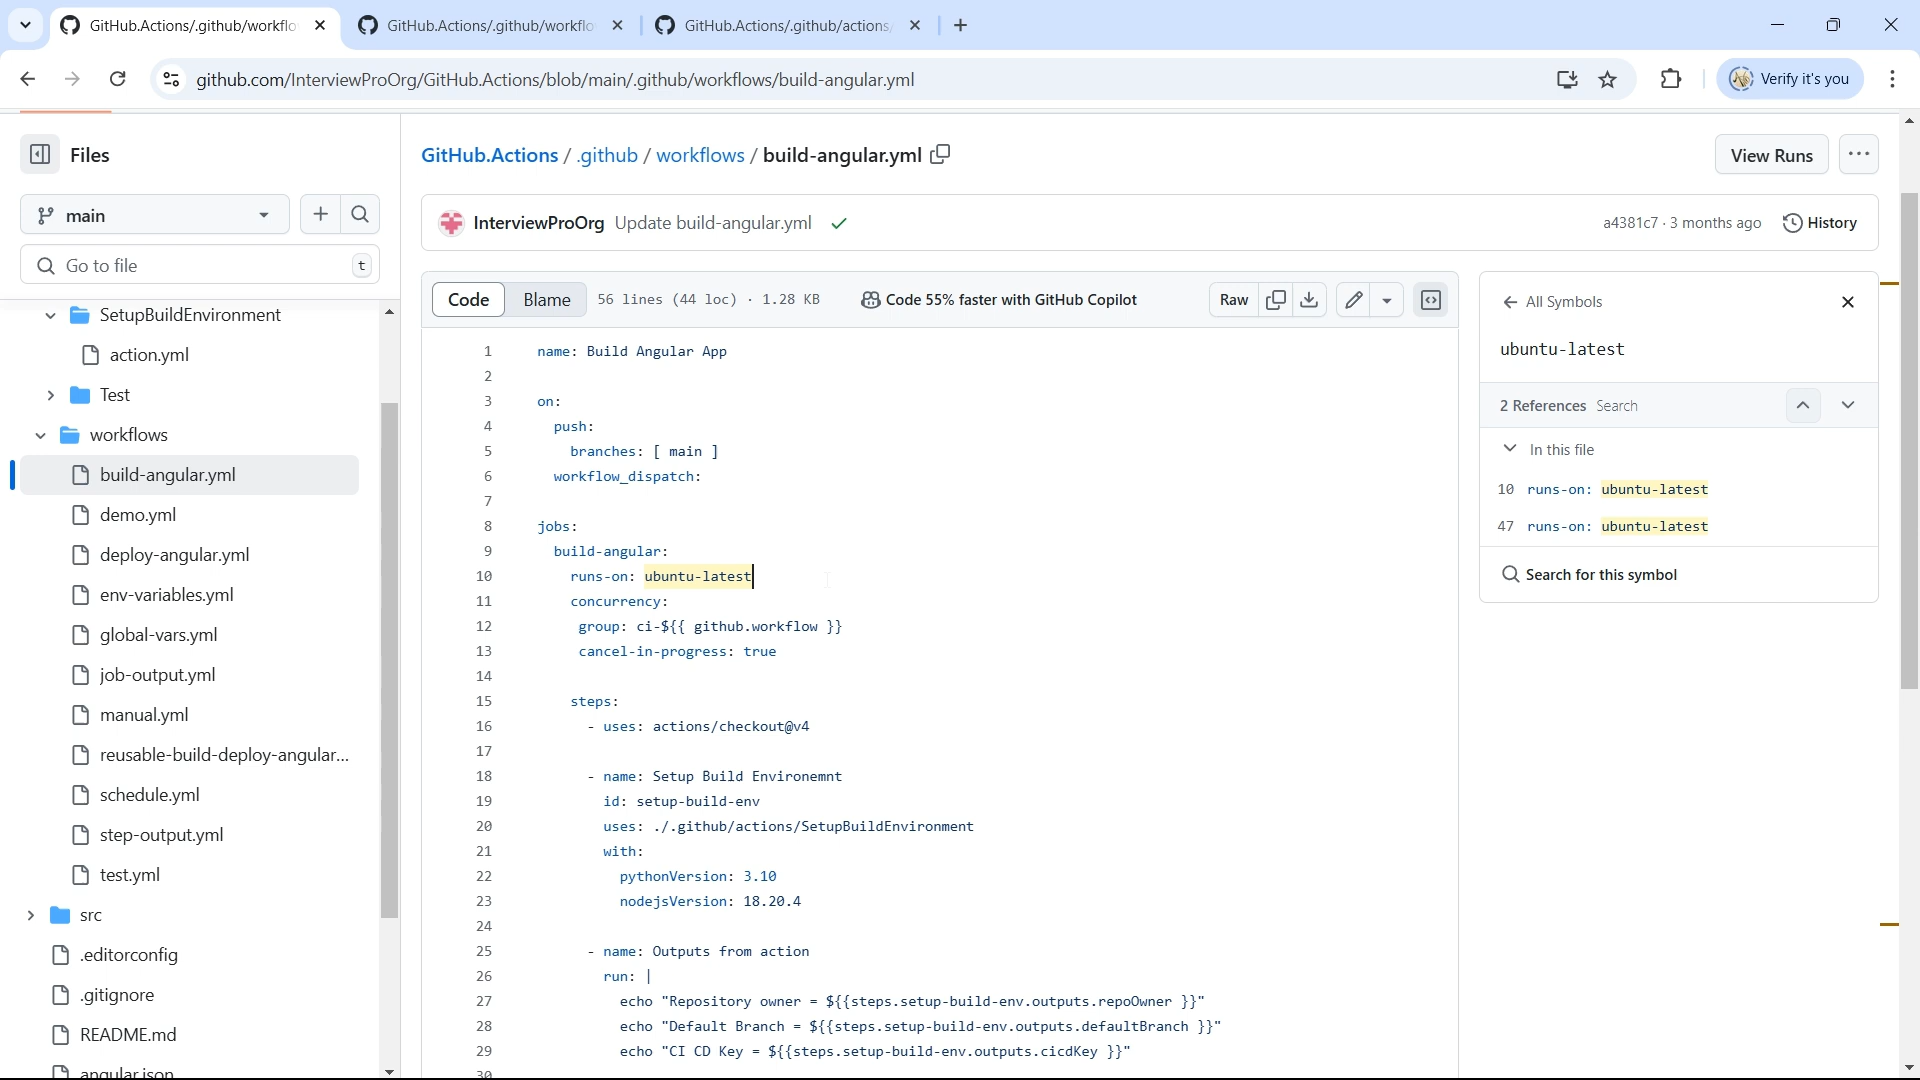 GitHub.Actions/.github/workflo
GitHub.Actions/.github/workflo
GitHub.Actions/.github/actions/
github.com/InterviewProOrg/GitHub.Actions/blob/main/.github/workflows/build-angular.yml
Verify it's you
Files
main
Go to file
t
SetupBuildEnvironment
action.yml
Test
workflows
build-angular.yml
demo.yml
deploy-angular.yml
env-variables.yml
global-vars.yml
job-output.yml
manual.yml
reusable-build-deploy-angular...
schedule.yml
step-output.yml
test.yml
src
.editorconfig
.gitignore
README.md
angular.json
GitHub.Actions / .github / workflows / build-angular.yml
View Runs
InterviewProOrg Update build-angular.yml
a4381c7 · 3 months ago
History
Code
Blame
56 lines (44 loc) · 1.28 KB
Code 55% faster with GitHub Copilot
Raw
1 name: Build Angular App
2
3 on:
4 push:
5 branches: [ main ]
6 workflow_dispatch:
7
8 jobs:
9 build-angular:
10 runs-on: ubuntu-latest
11 concurrency:
12 group: ci-${{ github.workflow }}
13 cancel-in-progress: true
14
15 steps:
16 - uses: actions/checkout@v4
17
18 - name: Setup Build Environemnt
19 id: setup-build-env
20 uses: ./.github/actions/SetupBuildEnvironment
21 with:
22 pythonVersion: 3.10
23 nodejsVersion: 18.20.4
24
25 - name: Outputs from action
26 run: |
27 echo "Repository owner = ${{steps.setup-build-env.outputs.repoOwner }}"
28 echo "Default Branch = ${{steps.setup-build-env.outputs.defaultBranch }}"
29 echo "CI CD Key = ${{steps.setup-build-env.outputs.cicdKey }}"
30
All Symbols
ubuntu-latest
2 References Search
In this file
10 runs-on: ubuntu-latest
47 runs-on: ubuntu-latest
Search for this symbol